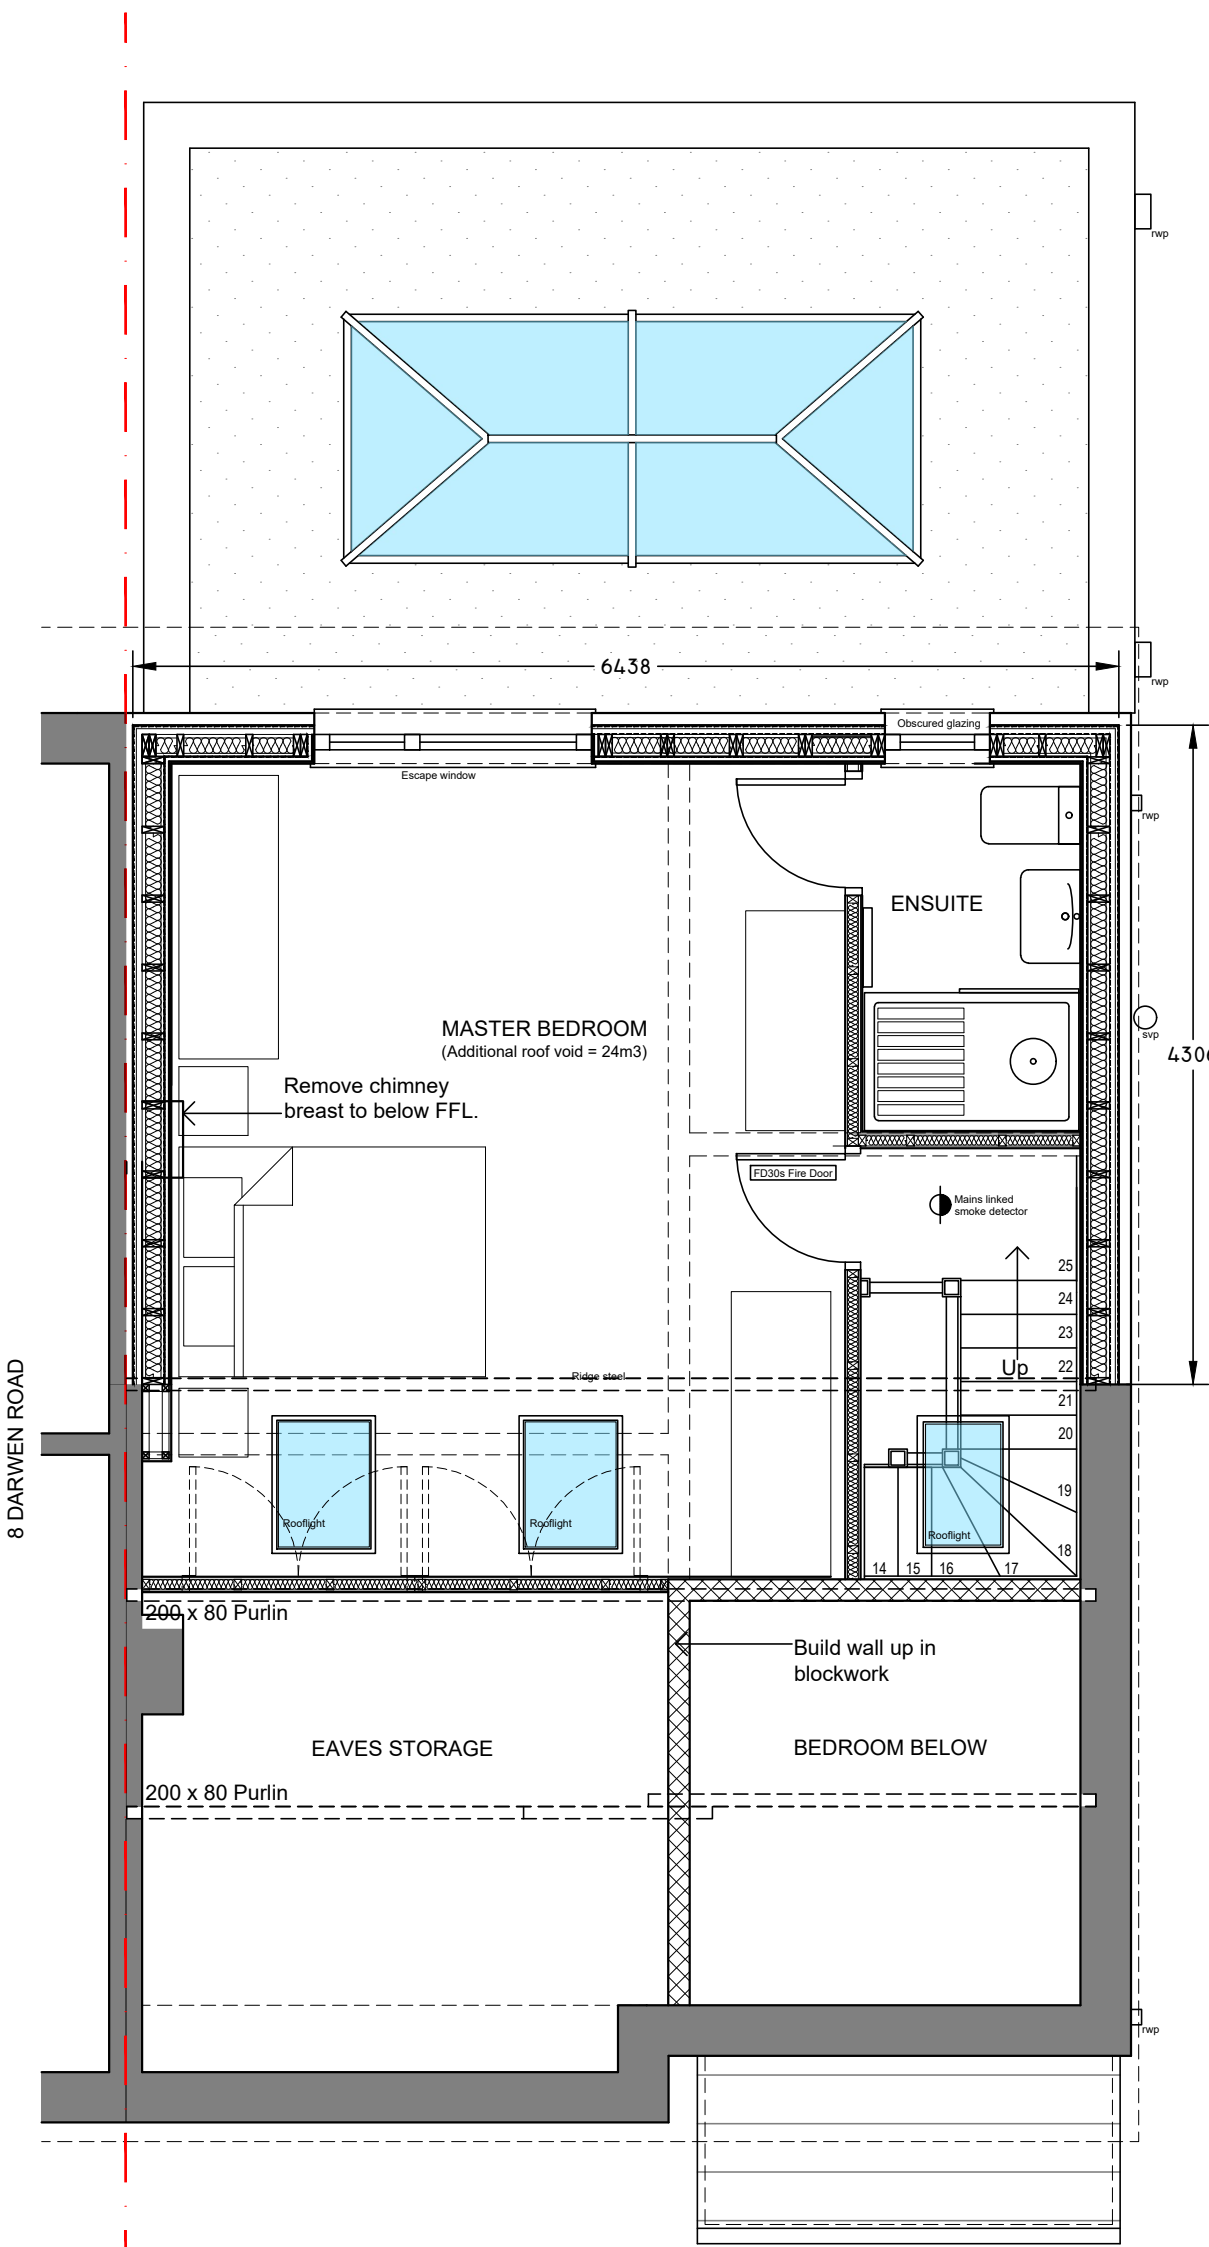 rwp
6438
rwp
Obscured glazing
Escape window
rwp
ENSUITE
MASTER BEDROOM
(Additional roof void = 24m3)
svp
4306
Remove chimney
breast to below FFL.
FD30s Fire Door
Mains linked
smoke detector
25
24
23
22
Up
21
20
19
18
17
16
15
14
Ridge steel
8 DARWEN ROAD
Rooflight
Rooflight
Rooflight
200 x 80 Purlin
Build wall up in
blockwork
EAVES STORAGE
BEDROOM BELOW
200 x 80 Purlin
rwp